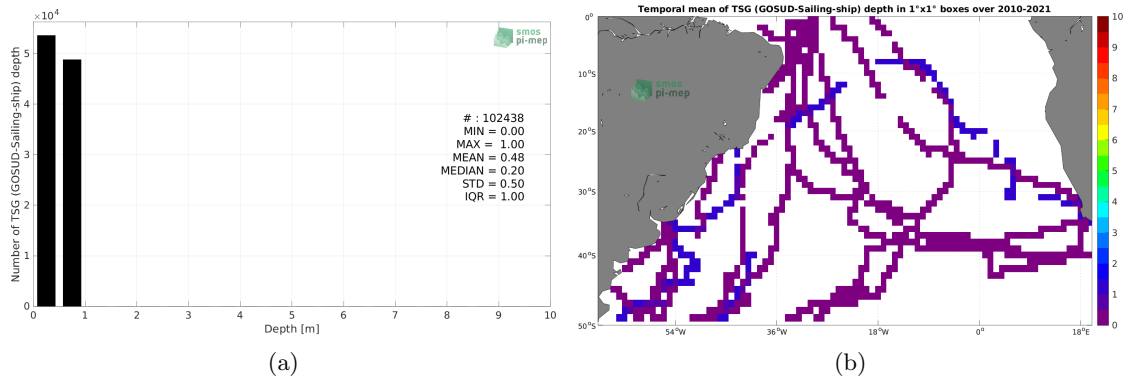 ×10⁴
5
4
3
2
1
0
Number of TSG (GOSUD-Sailing-ship) depth
smos
pi-mep
# : 102438
MIN = 0.00
MAX = 1.00
MEAN = 0.48
MEDIAN = 0.20
STD = 0.50
IQR = 1.00
0 1 2 3 4 5 6 7 8 9 10
Depth [m]
(a)
Temporal mean of TSG (GOSUD-Sailing-ship) depth in 1°x1° boxes over 2010-2021
0°
10°S
20°S
30°S
40°S
50°S
smos
pi-mep
54°W 36°W 18°W 0° 18°E
10
9
8
7
6
5
4
3
2
1
0
(b)